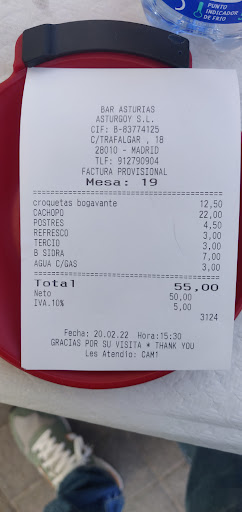 PUNTO
INDICADOR
DE FRÍO
BAR ASTURIAS
ASTURGOY S.L.
CIF: B-83774125
C/TRAFALGAR , 18
28010 - MADRID
TLF: 912790904
FACTURA PROVISIONAL
Mesa: 19
croquetas bogavante 12,50
CACHOPO 22,00
POSTRES 4,50
REFRESCO 3,00
TERCIO 3,00
B SIDRA 7,00
AGUA C/GAS 3,00
Total 55,00
Neto 50,00
IVA.10% 5,00
3124
Fecha: 20.02.22 Hora:15:30
GRACIAS POR SU VISITA * THANK YOU
Les Atendio: CAM1